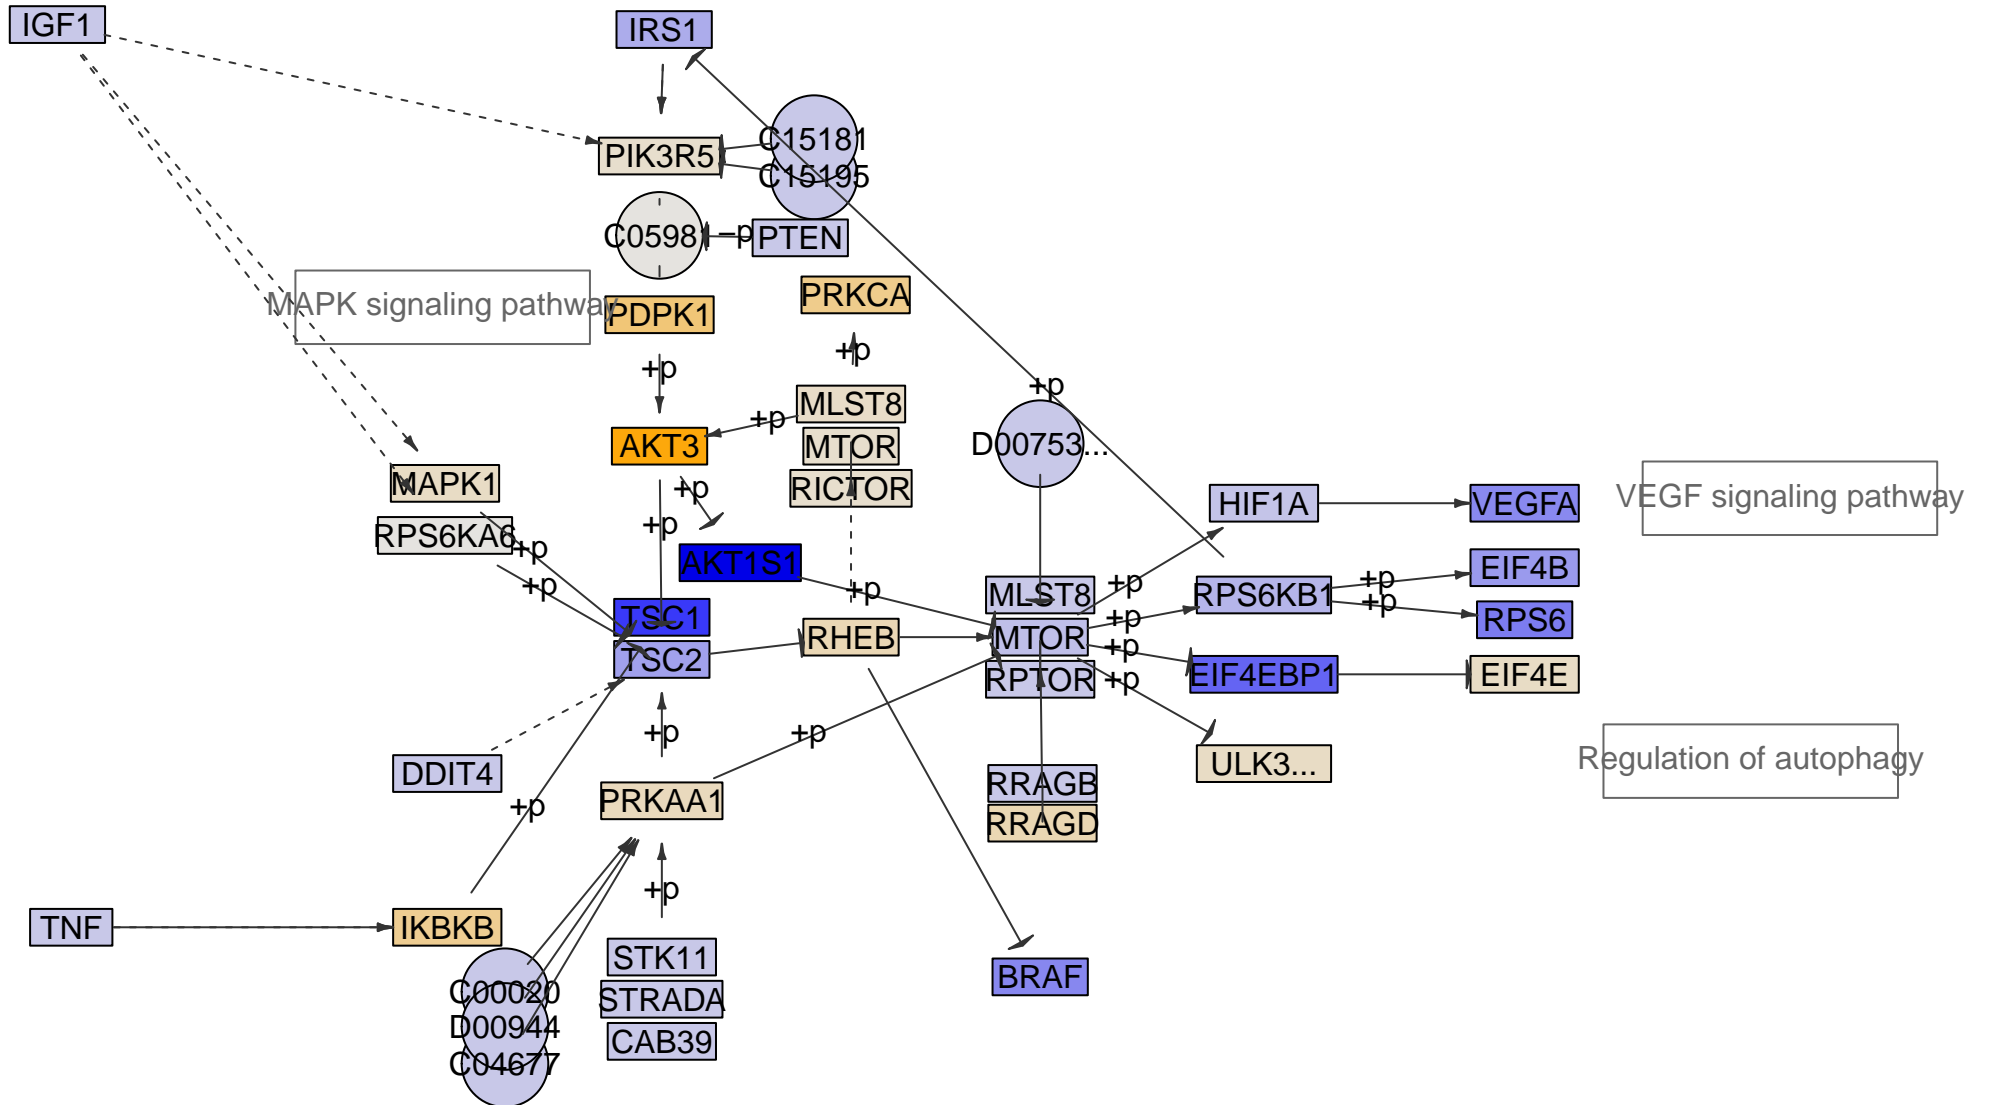 IGF1
IRS1
C15181
PIK3R5
C15195
C05981
-p
PTEN
MAPK signaling pathway
PDPK1
PRKCA
+p
+p
+p
MLST8
+p
AKT3
MTOR
D00753...
MAPK1
+p
RICTOR
HIF1A
VEGFA
VEGF signaling pathway
RPS6KA6
+p
+p
AKT1S1
+p
+p
+p
MLST8
+p
RPS6KB1
+p
EIF4B
+p
TSC1
+p
RPS6
RHEB
MTOR
+p
TSC2
RPTOR
+p
EIF4EBP1
EIF4E
+p
+p
DDIT4
RRAGB
ULK3...
Regulation of autophagy
PRKAA1
+p
RRAGD
+p
TNF
IKBKB
STK11
BRAF
C00020
STRADA
D00944
CAB39
C04677